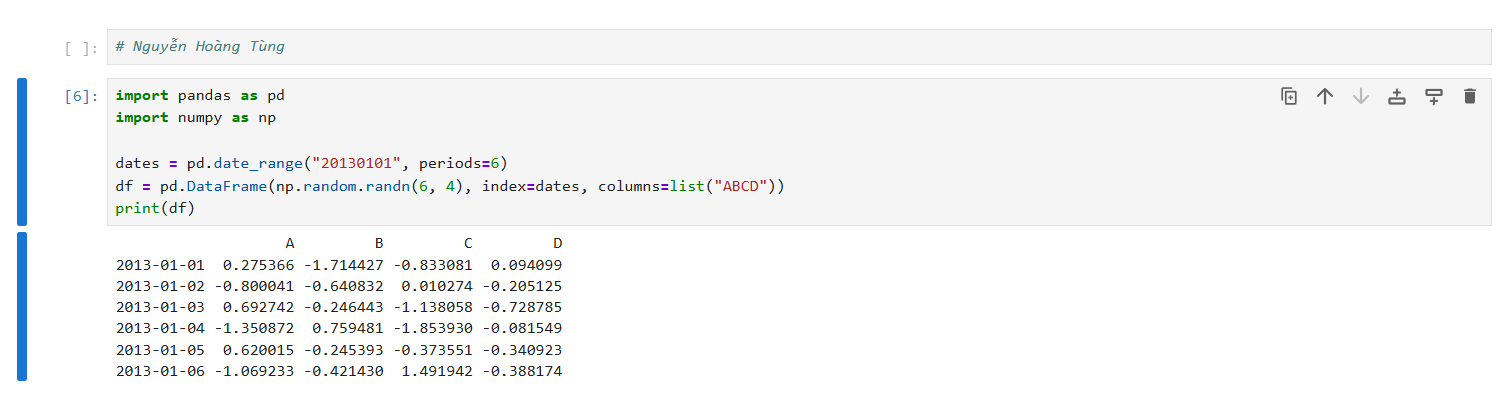 [ ]: # Nguyễn Hoàng Tùng
[6]: import pandas as pd
import numpy as np
dates = pd.date_range("20130101", periods=6)
df = pd.DataFrame(np.random.randn(6, 4), index=dates, columns=list("ABCD"))
print(df)
A B C D
2013-01-01 0.275366 -1.714427 -0.833081 0.094099
2013-01-02 -0.800041 -0.640832 0.010274 -0.205125
2013-01-03 0.692742 -0.246443 -1.138058 -0.728785
2013-01-04 -1.350872 0.759481 -1.853930 -0.081549
2013-01-05 0.620015 -0.245393 -0.373551 -0.340923
2013-01-06 -1.069233 -0.421430 1.491942 -0.388174